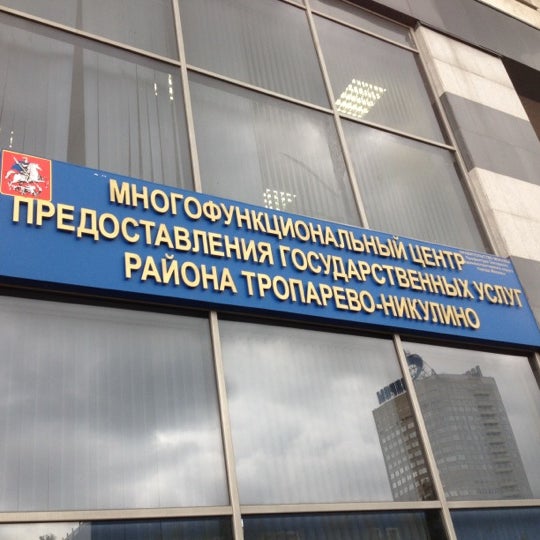 МНОГОФУНКЦИОНАЛЬНЫЙ ЦЕНТР
ПРЕДОСТАВЛЕНИЯ ГОСУДАРСТВЕННЫХ УСЛУГ
РАЙОНА ТРОПАРЕВО-НИКУЛИНО